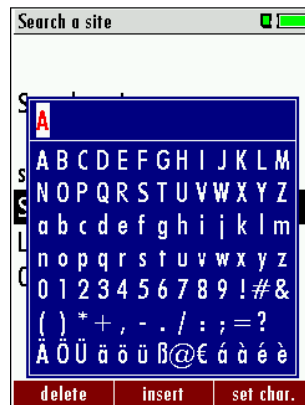 Search a site
A
A B C D E F G H I J K L M
N O P Q R S T U V W X Y Z
a b c d e f g h i j k l m
n o p q r s t u v w x y z
0 1 2 3 4 5 6 7 8 9 ! # &
( ) * + , - . / : ; = ?
Ä Ö Ü ä ö ü ß @ € á à é è
delete insert set char.